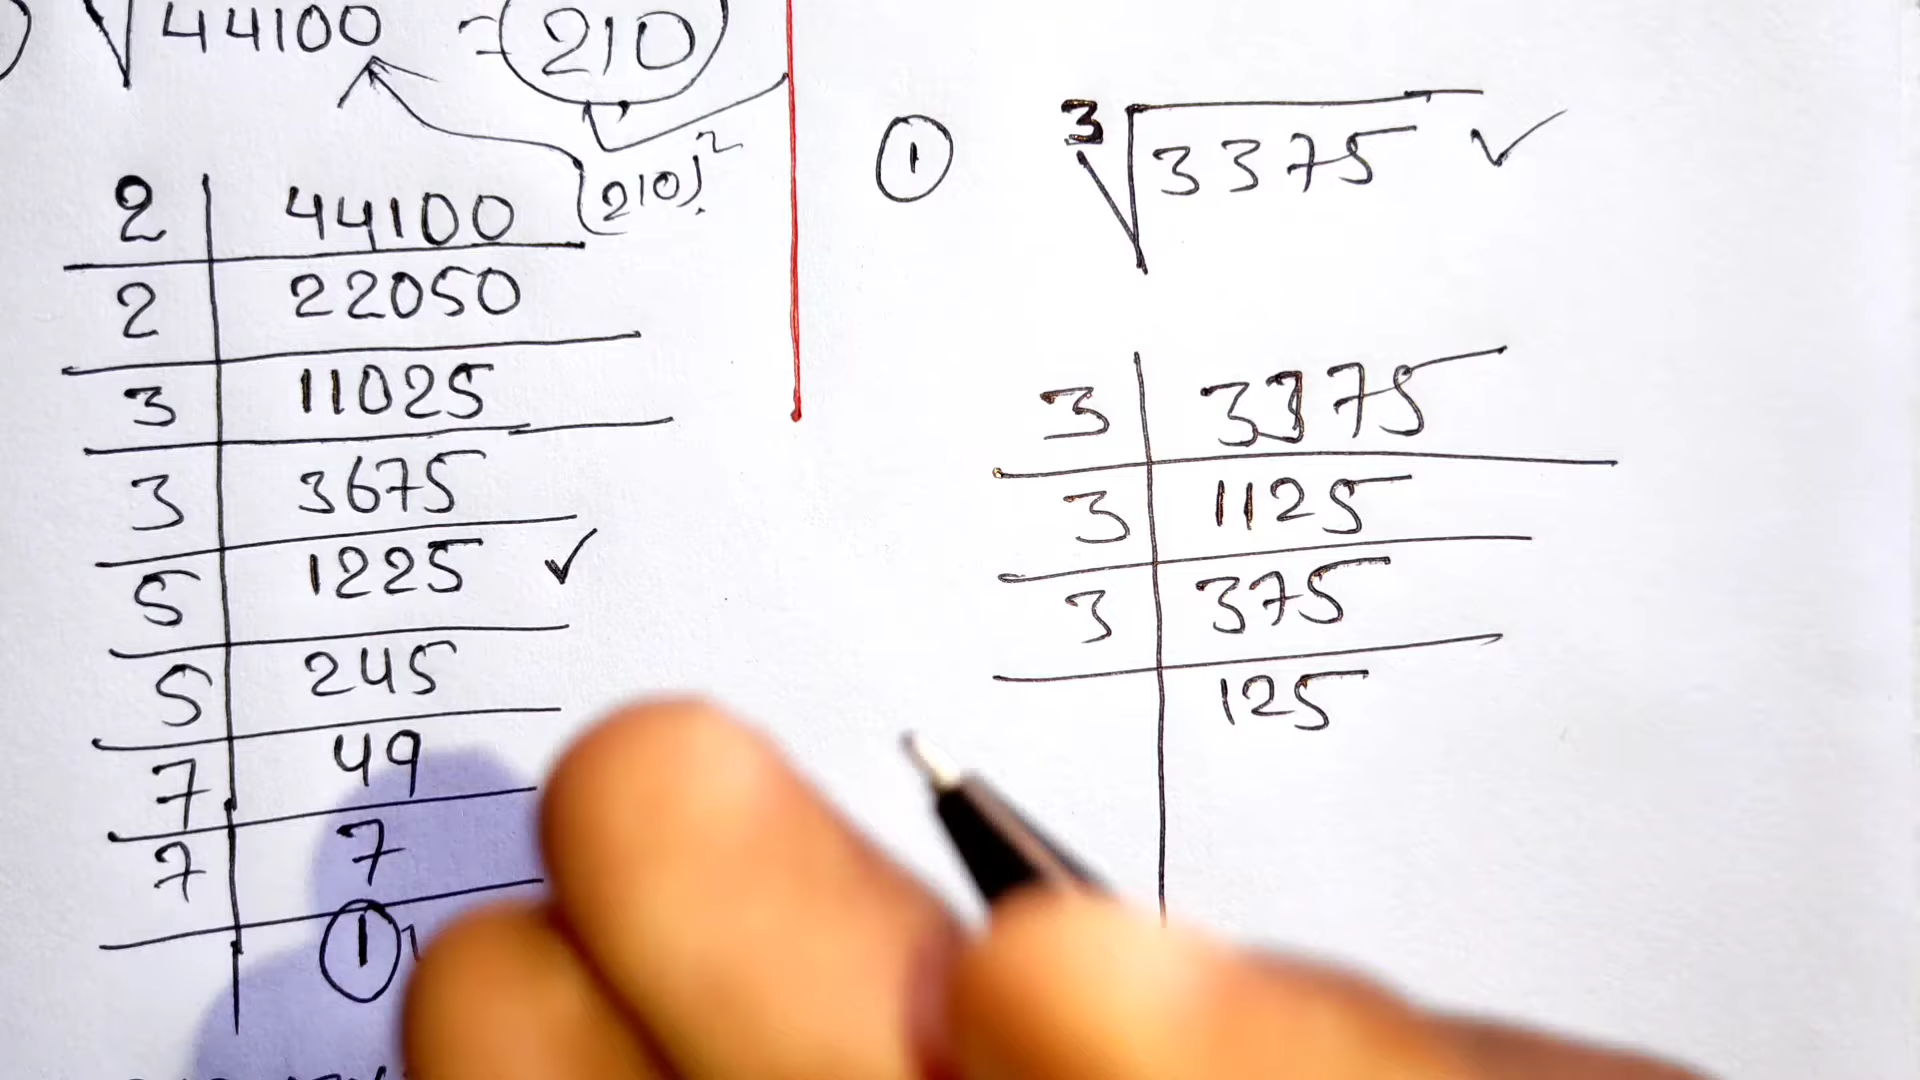 √44100 = 210
(210)²
2 | 44100
2 | 22050
3 | 11025
3 | 3675
5 | 1225 ✓
5 | 245
7 | 49
7 | 7
1
① ³√3375 ✓
3 | 3375
3 | 1125
3 | 375
125